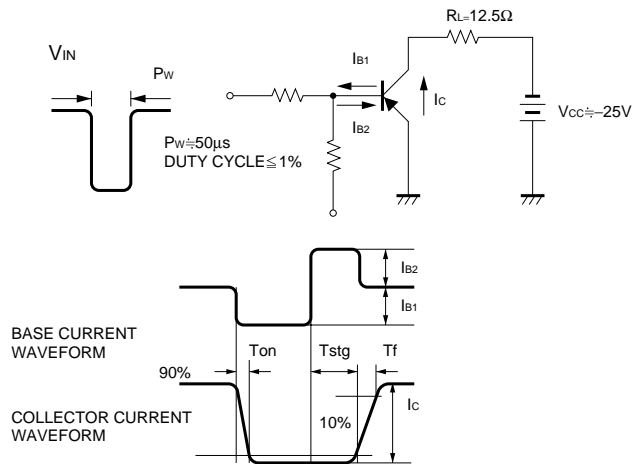 RL=12.5Ω
VIN
PW
IB1
IC
IB2
VCC≒−25V
PW≒50μs
DUTY CYCLE≦1%
IB2
IB1
BASE CURRENT
WAVEFORM
Ton
Tstg
Tf
90%
COLLECTOR CURRENT
WAVEFORM
10%
IC